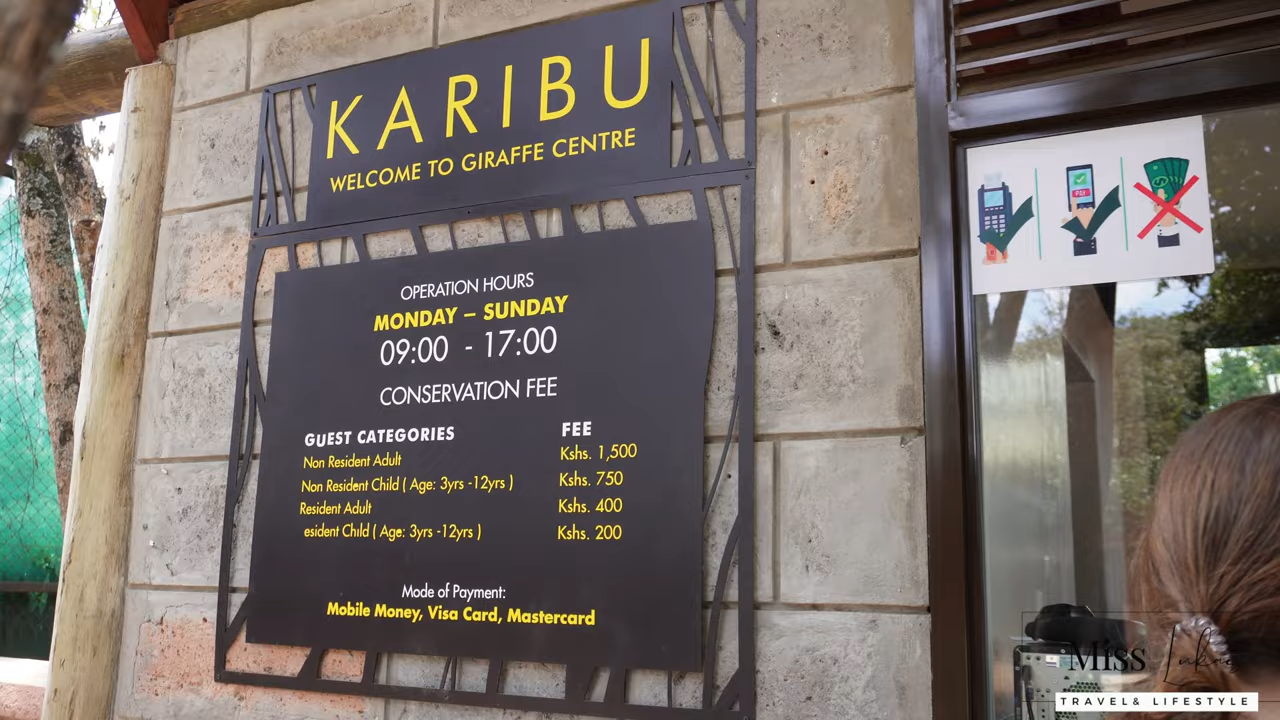 KARIBU
WELCOME TO GIRAFFE CENTRE
OPERATION HOURS
MONDAY – SUNDAY
09:00 - 17:00
CONSERVATION FEE
GUEST CATEGORIES FEE
Non Resident Adult Kshs. 1,500
Non Resident Child ( Age: 3yrs -12yrs ) Kshs. 750
Resident Adult Kshs. 400
esident Child ( Age: 3yrs -12yrs ) Kshs. 200
Mode of Payment:
Mobile Money, Visa Card, Mastercard
PAY
Miss
TRAVEL& LIFESTYLE